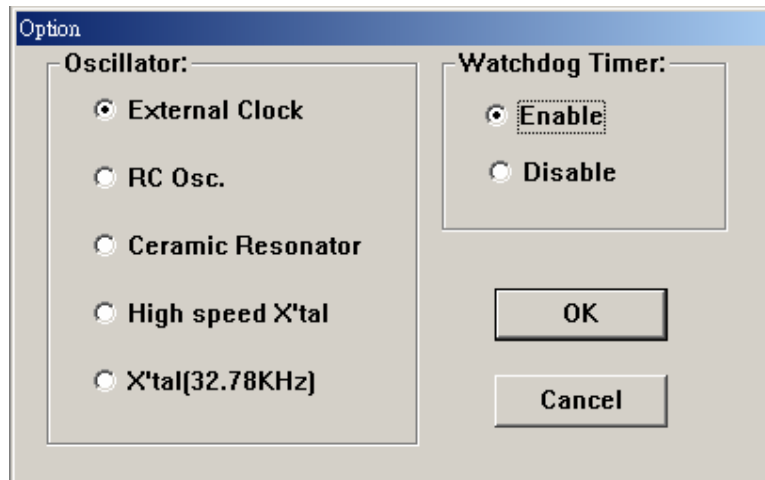 Option
Oscillator:
External Clock
RC Osc.
Ceramic Resonator
High speed X'tal
X'tal(32.78KHz)
Watchdog Timer:
Enable
Disable
OK
Cancel